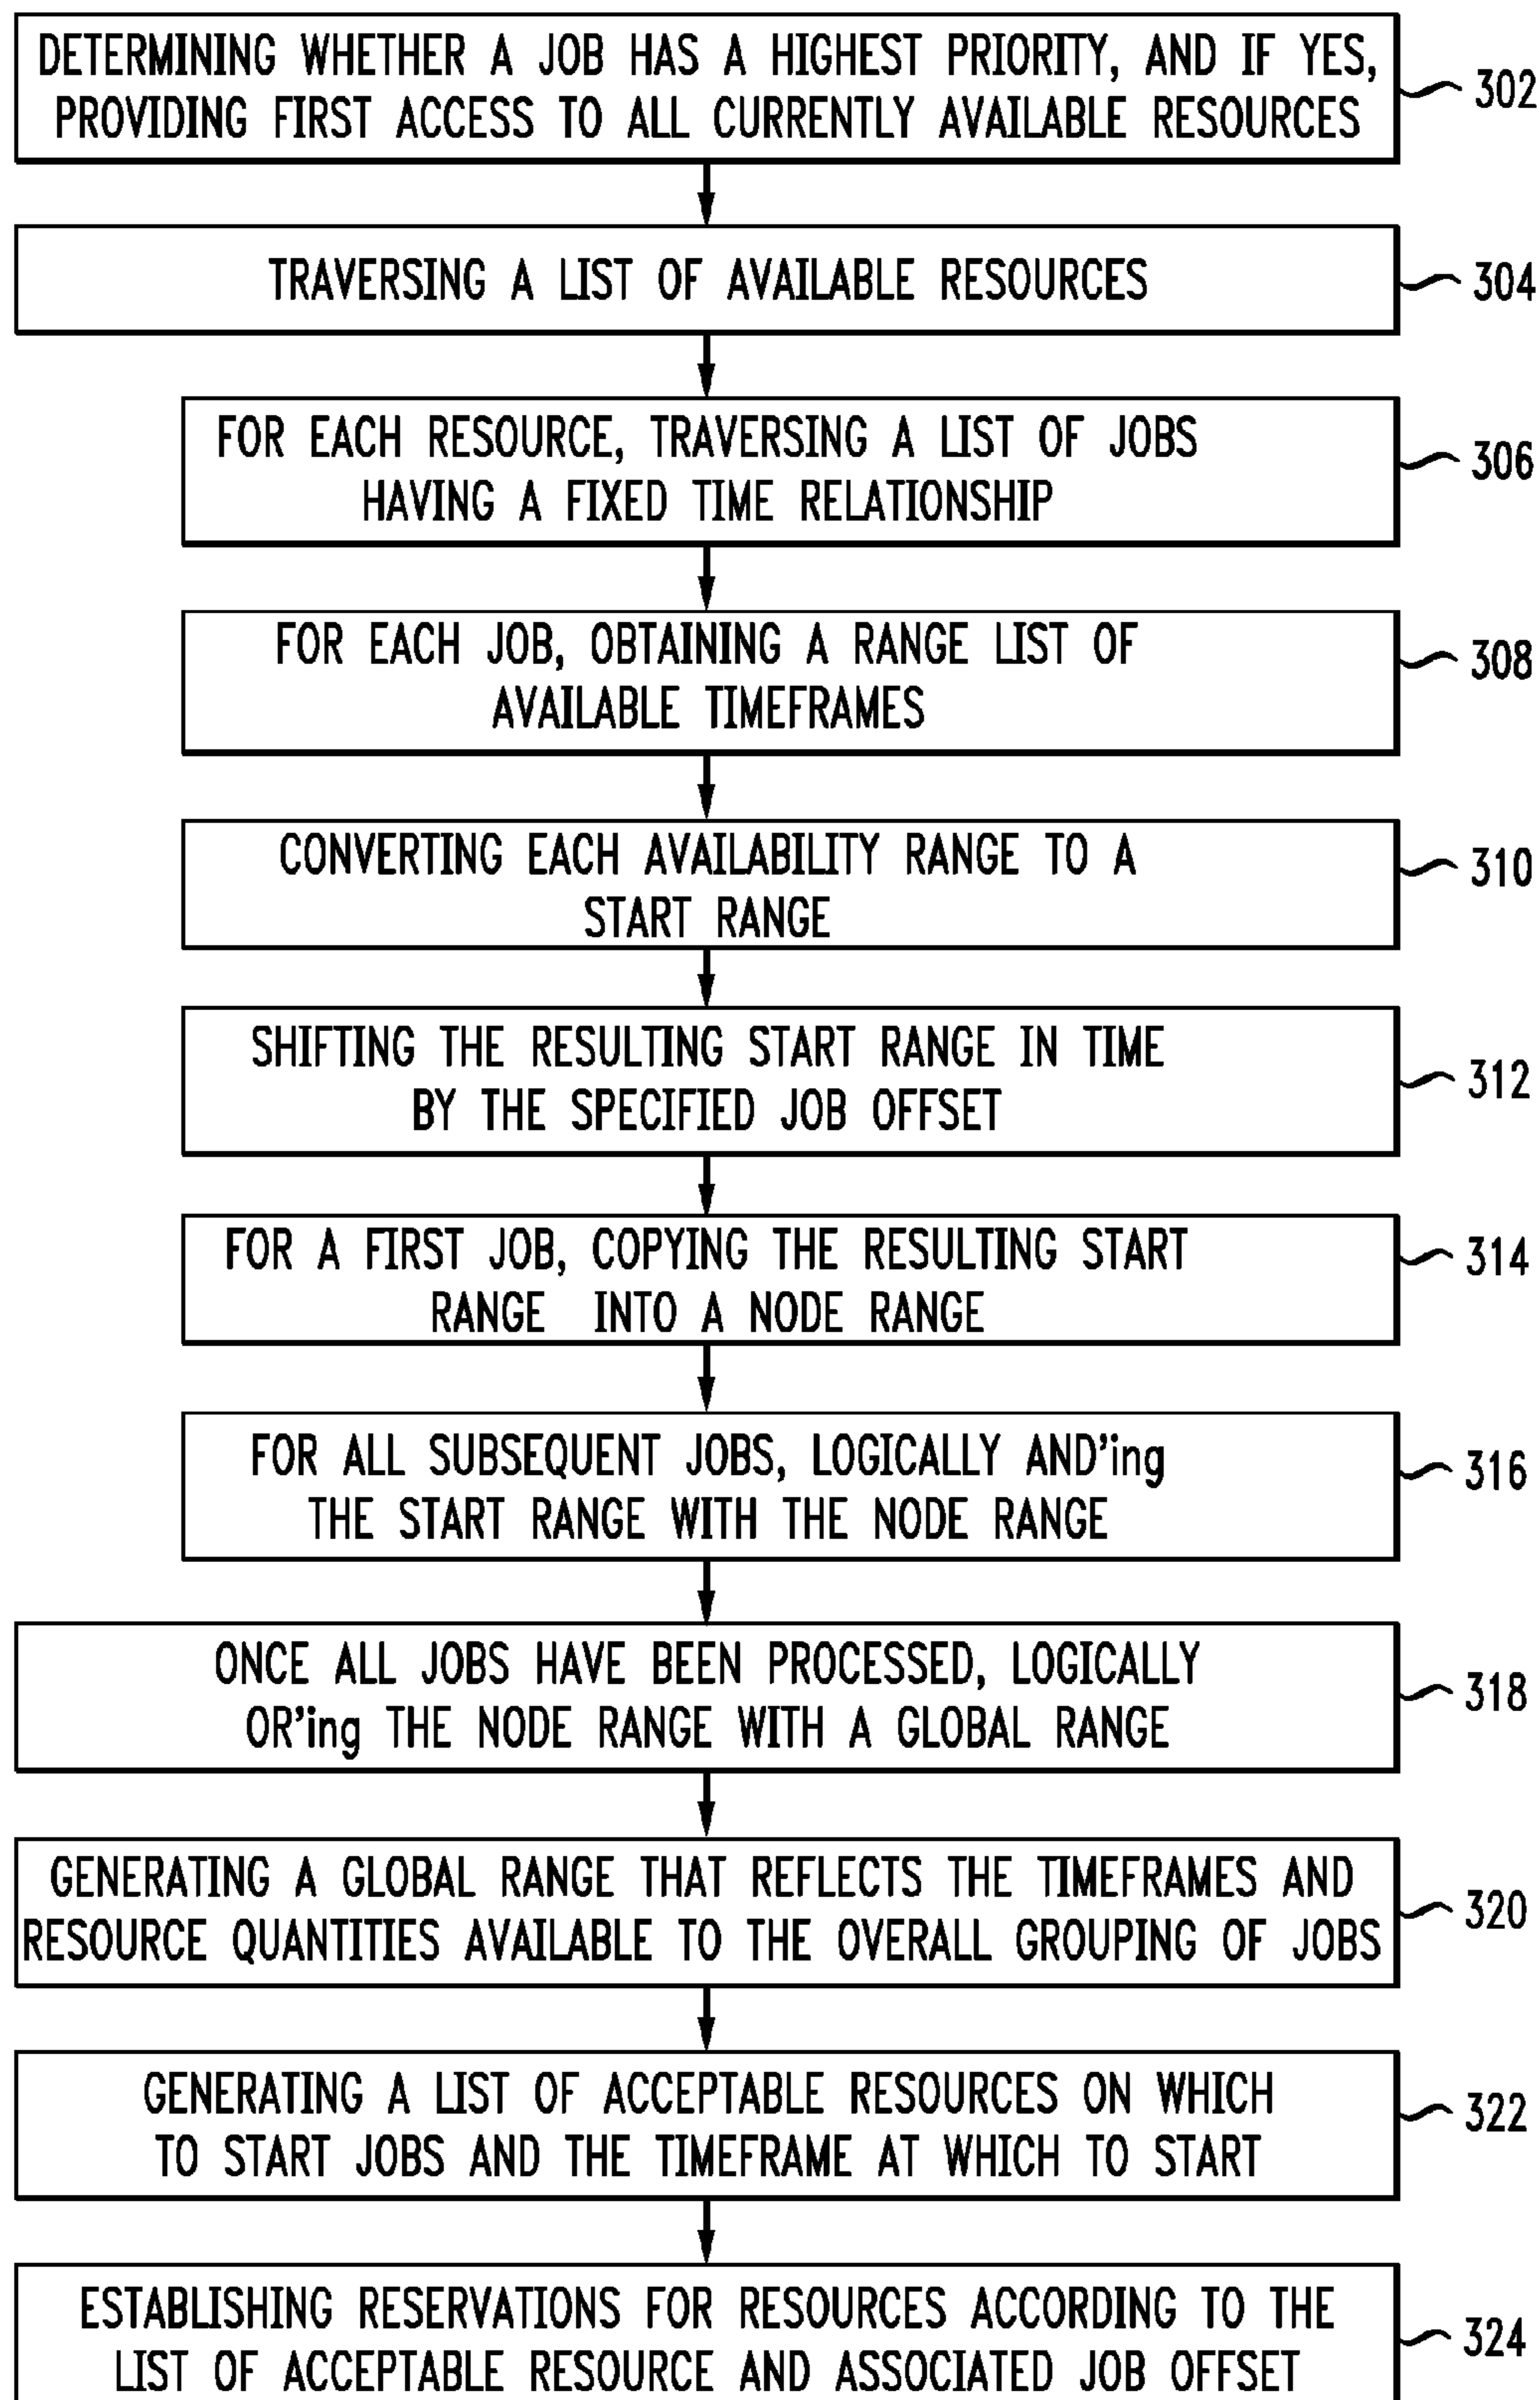 DETERMINING WHETHER A JOB HAS A HIGHEST PRIORITY, AND IF YES,
PROVIDING FIRST ACCESS TO ALL CURRENTLY AVAILABLE RESOURCES
302
TRAVERSING A LIST OF AVAILABLE RESOURCES
304
FOR EACH RESOURCE, TRAVERSING A LIST OF JOBS
HAVING A FIXED TIME RELATIONSHIP
306
FOR EACH JOB, OBTAINING A RANGE LIST OF
AVAILABLE TIMEFRAMES
308
CONVERTING EACH AVAILABILITY RANGE TO A
START RANGE
310
SHIFTING THE RESULTING START RANGE IN TIME
BY THE SPECIFIED JOB OFFSET
312
FOR A FIRST JOB, COPYING THE RESULTING START
RANGE INTO A NODE RANGE
314
FOR ALL SUBSEQUENT JOBS, LOGICALLY AND'ing
THE START RANGE WITH THE NODE RANGE
316
ONCE ALL JOBS HAVE BEEN PROCESSED, LOGICALLY
OR'ing THE NODE RANGE WITH A GLOBAL RANGE
318
GENERATING A GLOBAL RANGE THAT REFLECTS THE TIMEFRAMES AND
RESOURCE QUANTITIES AVAILABLE TO THE OVERALL GROUPING OF JOBS
320
GENERATING A LIST OF ACCEPTABLE RESOURCES ON WHICH
TO START JOBS AND THE TIMEFRAME AT WHICH TO START
322
ESTABLISHING RESERVATIONS FOR RESOURCES ACCORDING TO THE
LIST OF ACCEPTABLE RESOURCE AND ASSOCIATED JOB OFFSET
324